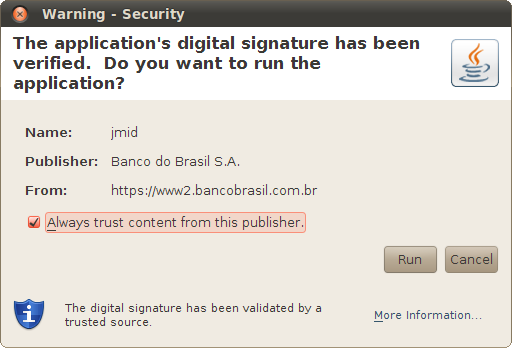 Warning - Security
The application's digital signature has been
verified.  Do you want to run the
application?
Name: jmid
Publisher: Banco do Brasil S.A.
From: https://www2.bancobrasil.com.br
Always trust content from this publisher.
Run Cancel
The digital signature has been validated by a
trusted source.
More Information...